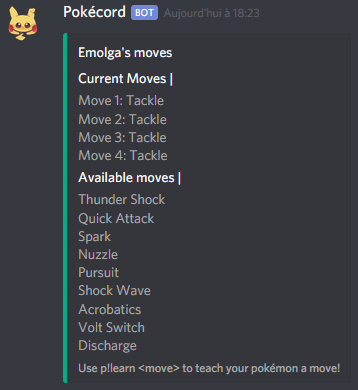 Pokécord BOT Aujourd'hui à 18:23
Emolga's moves
Current Moves |
Move 1: Tackle
Move 2: Tackle
Move 3: Tackle
Move 4: Tackle
Available moves |
Thunder Shock
Quick Attack
Spark
Nuzzle
Pursuit
Shock Wave
Acrobatics
Volt Switch
Discharge
Use p!learn <move> to teach your pokémon a move!